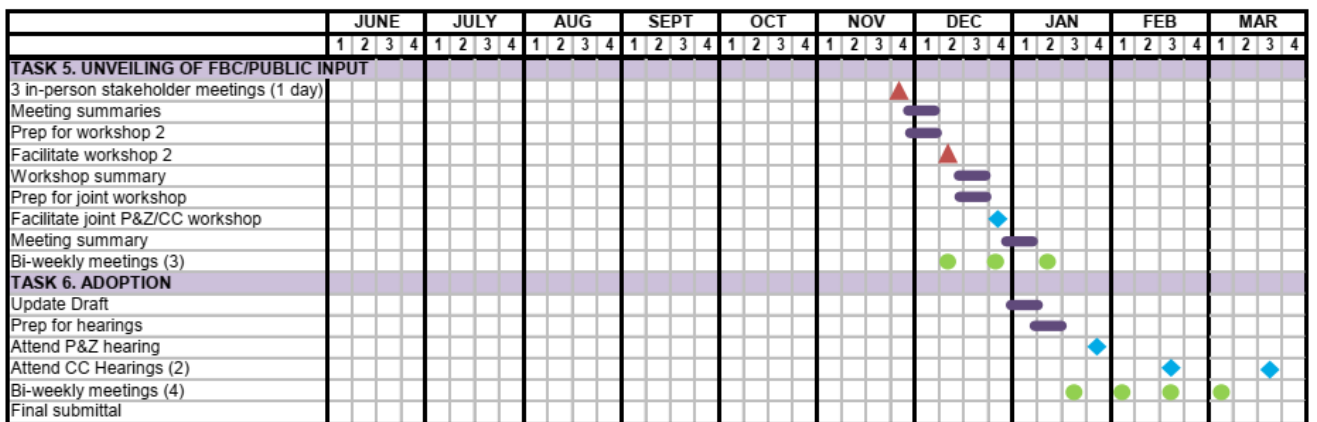 JUNE JULY AUG SEPT OCT NOV DEC JAN FEB MAR
1 2 3 4 1 2 3 4 1 2 3 4 1 2 3 4 1 2 3 4 1 2 3 4 1 2 3 4 1 2 3 4 1 2 3 4 1 2 3 4
TASK 5. UNVEILING OF FBC/PUBLIC INPUT
3 in-person stakeholder meetings (1 day)
Meeting summaries
Prep for workshop 2
Facilitate workshop 2
Workshop summary
Prep for joint workshop
Facilitate joint P&Z/CC workshop
Meeting summary
Bi-weekly meetings (3)
TASK 6. ADOPTION
Update Draft
Prep for hearings
Attend P&Z hearing
Attend CC Hearings (2)
Bi-weekly meetings (4)
Final submittal